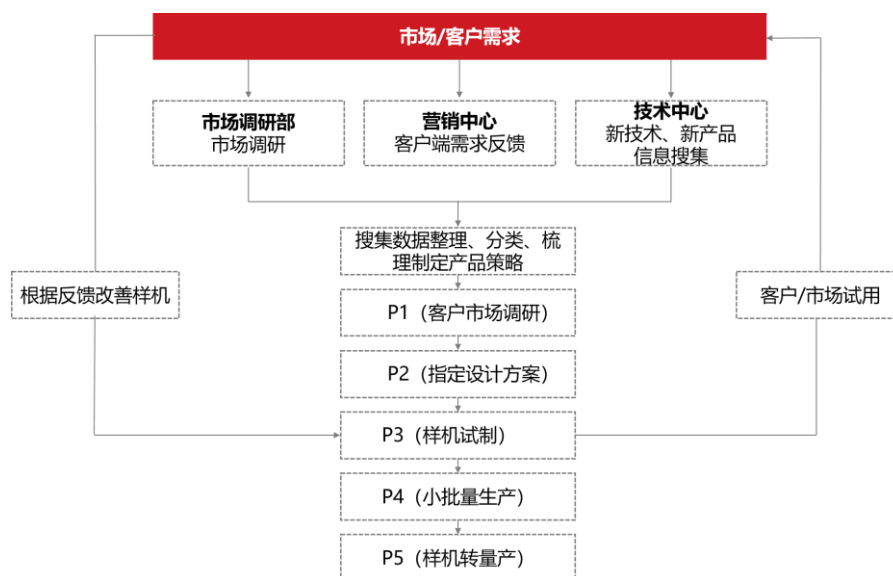 市场/客户需求
市场调研部
市场调研
营销中心
客户端需求反馈
技术中心
新技术、新产品
信息搜集
搜集数据整理、分类、梳
理制定产品策略
根据反馈改善样机
P1（客户市场调研）
客户/市场试用
P2（指定设计方案）
P3（样机试制）
P4（小批量生产）
P5（样机转量产）